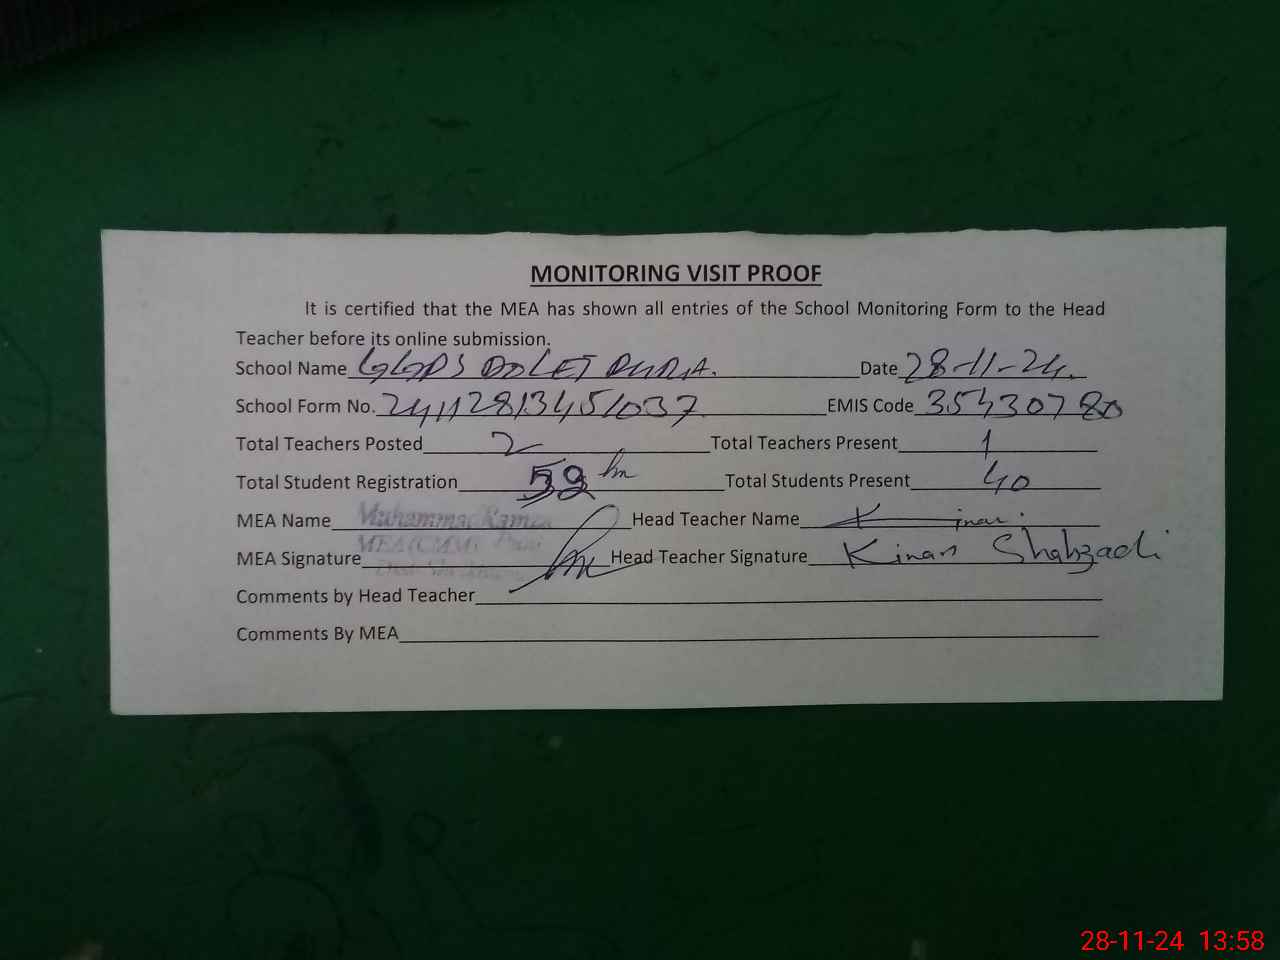 MONITORING VISIT PROOF
It is certified that the MEA has shown all entries of the School Monitoring Form to the Head
Teacher before its online submission.
School Name GGPS DOLET PURA. Date 28-11-24.
School Form No. 24112813451037 EMIS Code 35430780
Total Teachers Posted 2 Total Teachers Present 1
Total Student Registration Total Students Present 40
MEA Name Muhammad Head Teacher Name
MEA Signature Head Teacher Signature Kinan Shahzadi
Comments by Head Teacher
Comments By MEA
28-11-24 13:58